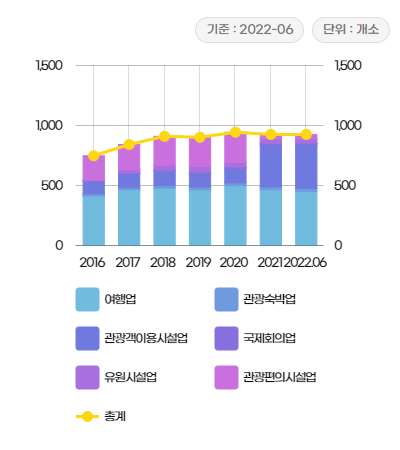 기준 : 2022-06 단위 : 개소
1,500 1,500
1,000 1,000
500 500
0 0
2016 2017 2018 2019 2020 2021 2022.06
여행업 관광숙박업
관광객이용시설업 국제회의업
유원시설업 관광편의시설업
총계